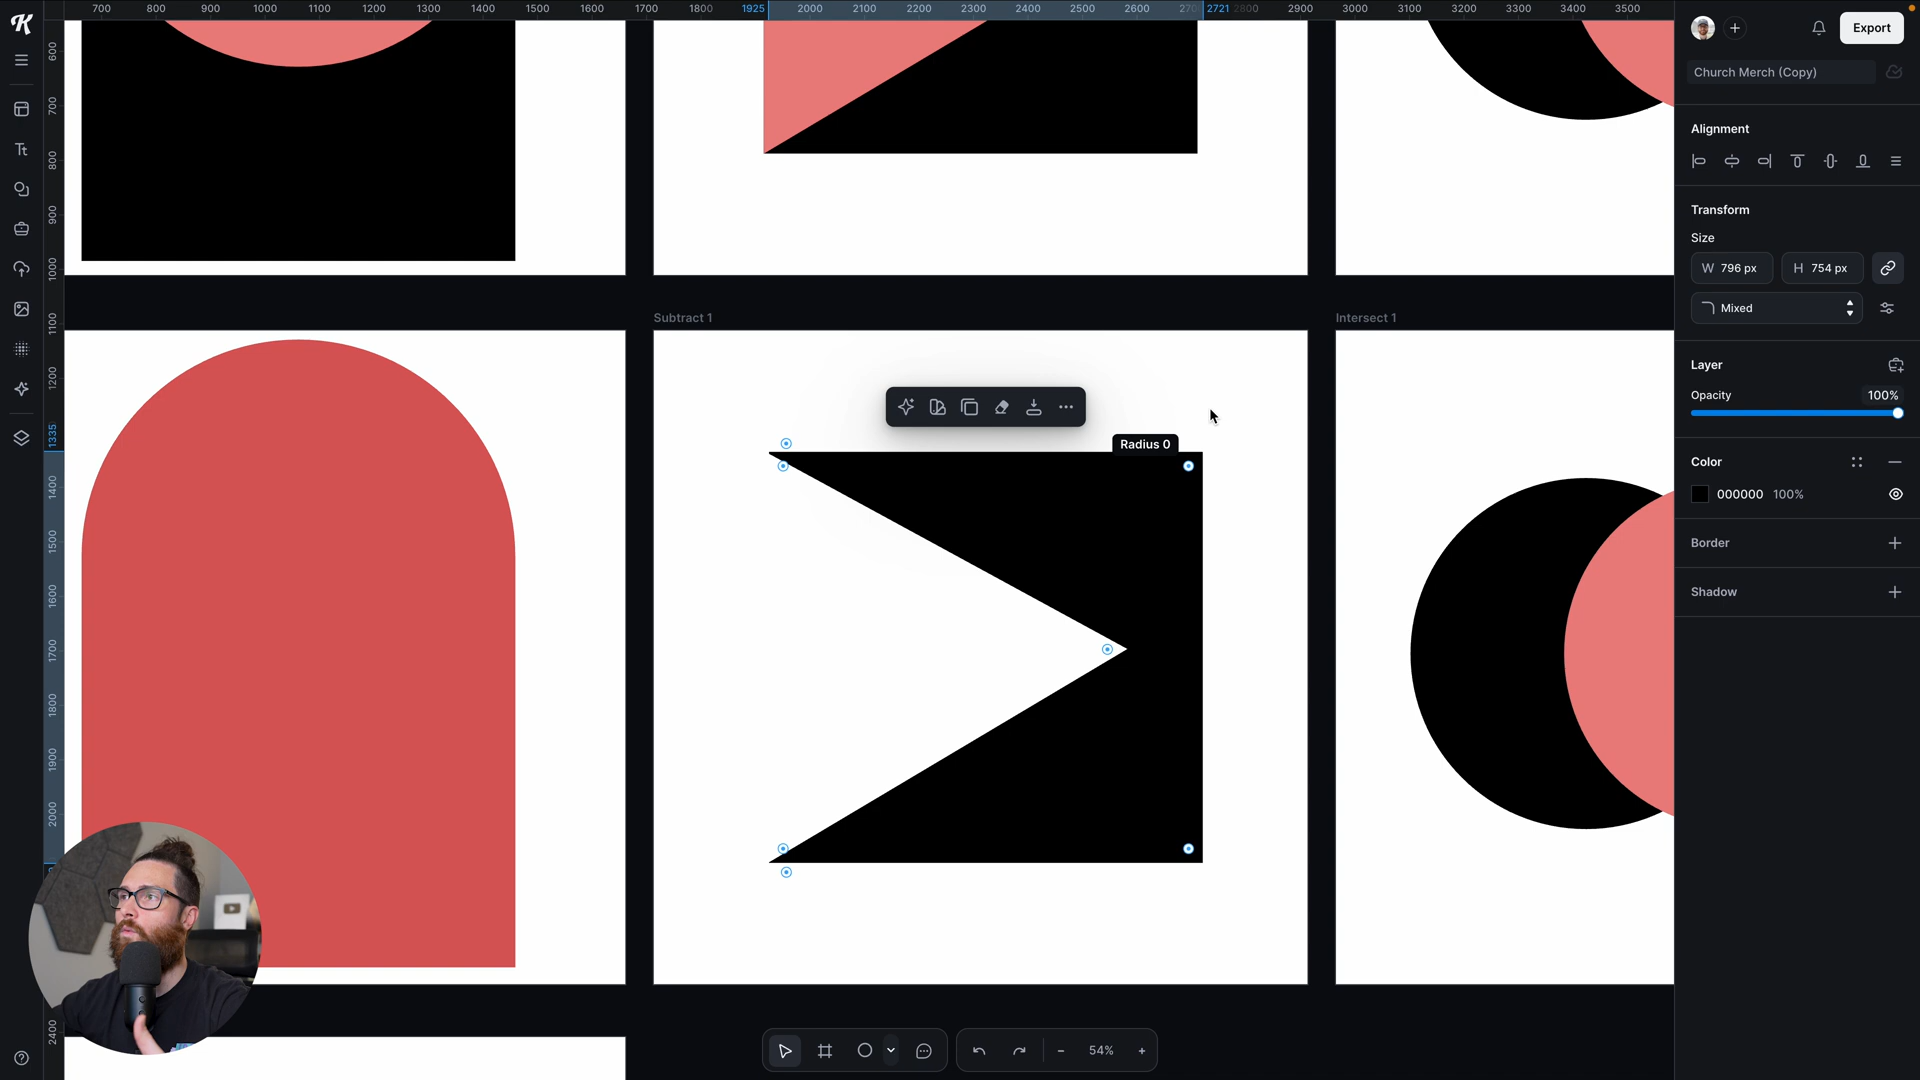 700 800 900 1000 1100 1200 1300 1400 1500 1600 1700 1800 1925 2000 2100 2200 2300 2400 2500 2600 270 2721 2800 2900 3000 3100 3200 3300 3400 3500
600
700
800
900
1000
1100
1200
1335
1400
1500
1600
1700
1800
1900
2000
2400
Tt
Subtract 1
Intersect 1
Radius 0
54%
Export
Church Merch (Copy)
Alignment
Transform
Size
W 796 px H 754 px
Mixed
Layer
Opacity 100%
Color
000000 100%
Border
Shadow